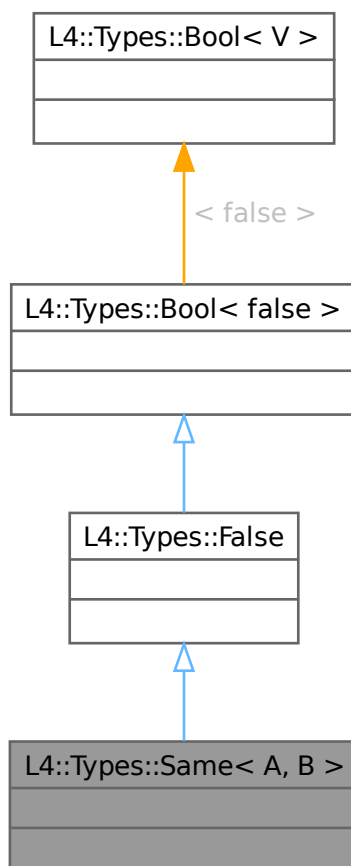 L4::Types::Bool< V >
< false >
L4::Types::Bool< false >
L4::Types::False
L4::Types::Same< A, B >